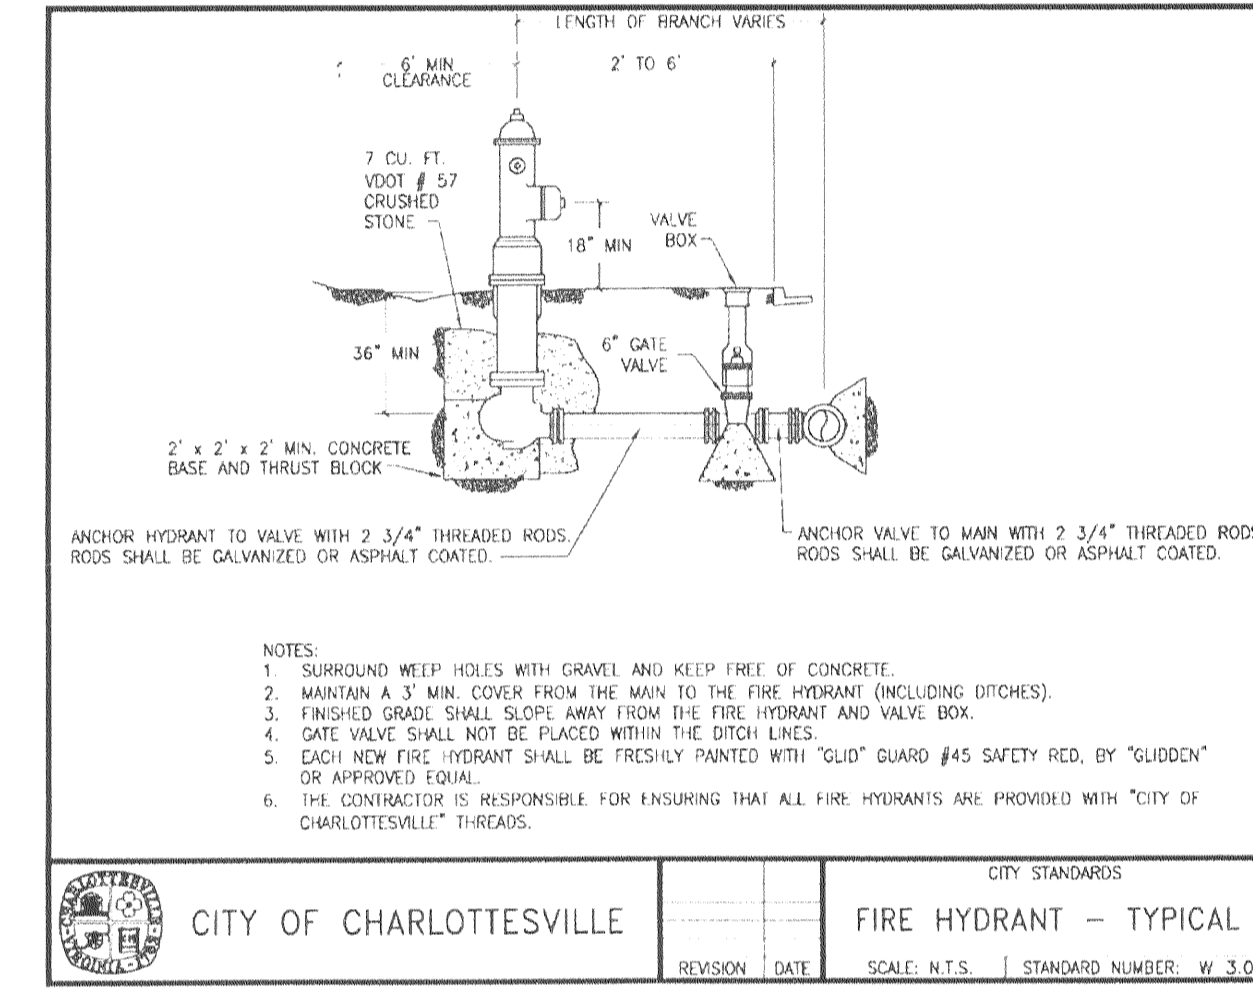 LENGTH OF BRANCH VARIES
6' MIN
CLEARANCE
2' TO 6'
7 CU. FT.
VDOT # 57
CRUSHED
STONE
18" MIN
VALVE
BOX
36" MIN
6" GATE
VALVE
2' x 2' x 2' MIN. CONCRETE
BASE AND THRUST BLOCK
ANCHOR HYDRANT TO VALVE WITH 2 3/4" THREADED RODS.
RODS SHALL BE GALVANIZED OR ASPHALT COATED.
ANCHOR VALVE TO MAIN WITH 2 3/4" THREADED RODS
RODS SHALL BE GALVANIZED OR ASPHALT COATED.
NOTES:
1. SURROUND WEEP HOLES WITH GRAVEL AND KEEP FREE OF CONCRETE.
2. MAINTAIN A 3' MIN. COVER FROM THE MAIN TO THE FIRE HYDRANT (INCLUDING DITCHES).
3. FINISHED GRADE SHALL SLOPE AWAY FROM THE FIRE HYDRANT AND VALVE BOX.
4. GATE VALVE SHALL NOT BE PLACED WITHIN THE DITCH LINES.
5. EACH NEW FIRE HYDRANT SHALL BE FRESHLY PAINTED WITH "GLID" GUARD #45 SAFETY RED, BY "GLIDDEN"
OR APPROVED EQUAL.
6. THE CONTRACTOR IS RESPONSIBLE FOR ENSURING THAT ALL FIRE HYDRANTS ARE PROVIDED WITH "CITY OF
CHARLOTTESVILLE" THREADS.
CHARLOTTESVILLE
VIRGINIA
CITY OF CHARLOTTESVILLE
REVISION DATE
CITY STANDARDS
FIRE HYDRANT – TYPICAL
SCALE: N.T.S. STANDARD NUMBER: W 3.0